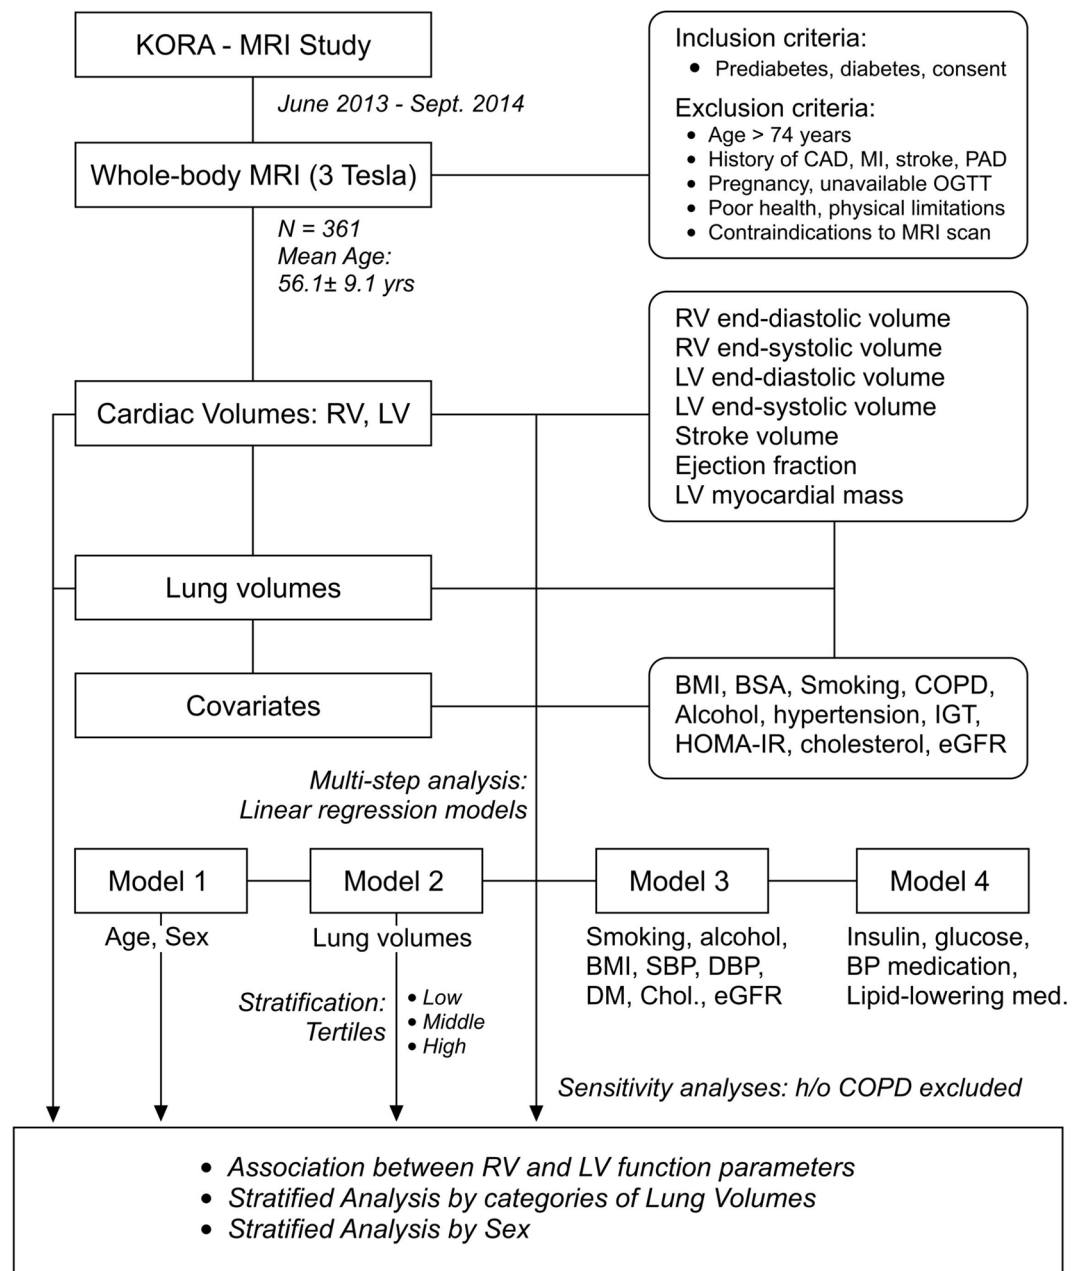 KORA - MRI Study
June 2013 - Sept. 2014
Whole-body MRI (3 Tesla)
N = 361
Mean Age:
56.1± 9.1 yrs
Inclusion criteria:
• Prediabetes, diabetes, consent
Exclusion criteria:
• Age > 74 years
• History of CAD, MI, stroke, PAD
• Pregnancy, unavailable OGTT
• Poor health, physical limitations
• Contraindications to MRI scan
Cardiac Volumes: RV, LV
RV end-diastolic volume
RV end-systolic volume
LV end-diastolic volume
LV end-systolic volume
Stroke volume
Ejection fraction
LV myocardial mass
Lung volumes
Covariates
BMI, BSA, Smoking, COPD,
Alcohol, hypertension, IGT,
HOMA-IR, cholesterol, eGFR
Multi-step analysis:
Linear regression models
Model 1
Age, Sex
Model 2
Lung volumes
Stratification:
Tertiles
• Low
• Middle
• High
Model 3
Smoking, alcohol,
BMI, SBP, DBP,
DM, Chol., eGFR
Model 4
Insulin, glucose,
BP medication,
Lipid-lowering med.
Sensitivity analyses: h/o COPD excluded
• Association between RV and LV function parameters
• Stratified Analysis by categories of Lung Volumes
• Stratified Analysis by Sex